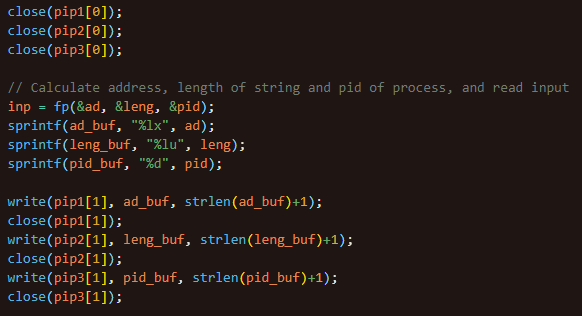 close(pip1[0]);
close(pip2[0]);
close(pip3[0]);
// Calculate address, length of string and pid of process, and read input
inp = fp(&ad, &leng, &pid);
sprintf(ad_buf, "%lx", ad);
sprintf(leng_buf, "%lu", leng);
sprintf(pid_buf, "%d", pid);
write(pip1[1], ad_buf, strlen(ad_buf)+1);
close(pip1[1]);
write(pip2[1], leng_buf, strlen(leng_buf)+1);
close(pip2[1]);
write(pip3[1], pid_buf, strlen(pid_buf)+1);
close(pip3[1]);